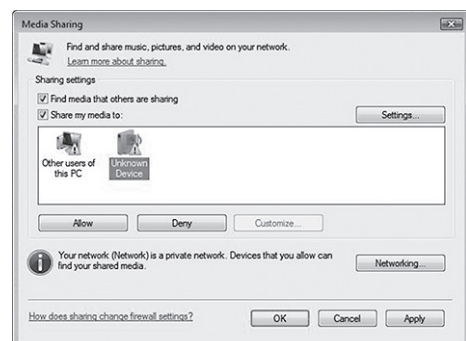 Media Sharing
Find and share music, pictures, and video on your network.
Learn more about sharing.
Sharing settings
Find media that others are sharing
Share my media to:
Settings...
Other users of
this PC
Unknown
Device
Allow
Deny
Customize...
Your network (Network) is a private network. Devices that you allow can
find your shared media.
Networking...
How does sharing change firewall settings?
OK
Cancel
Apply